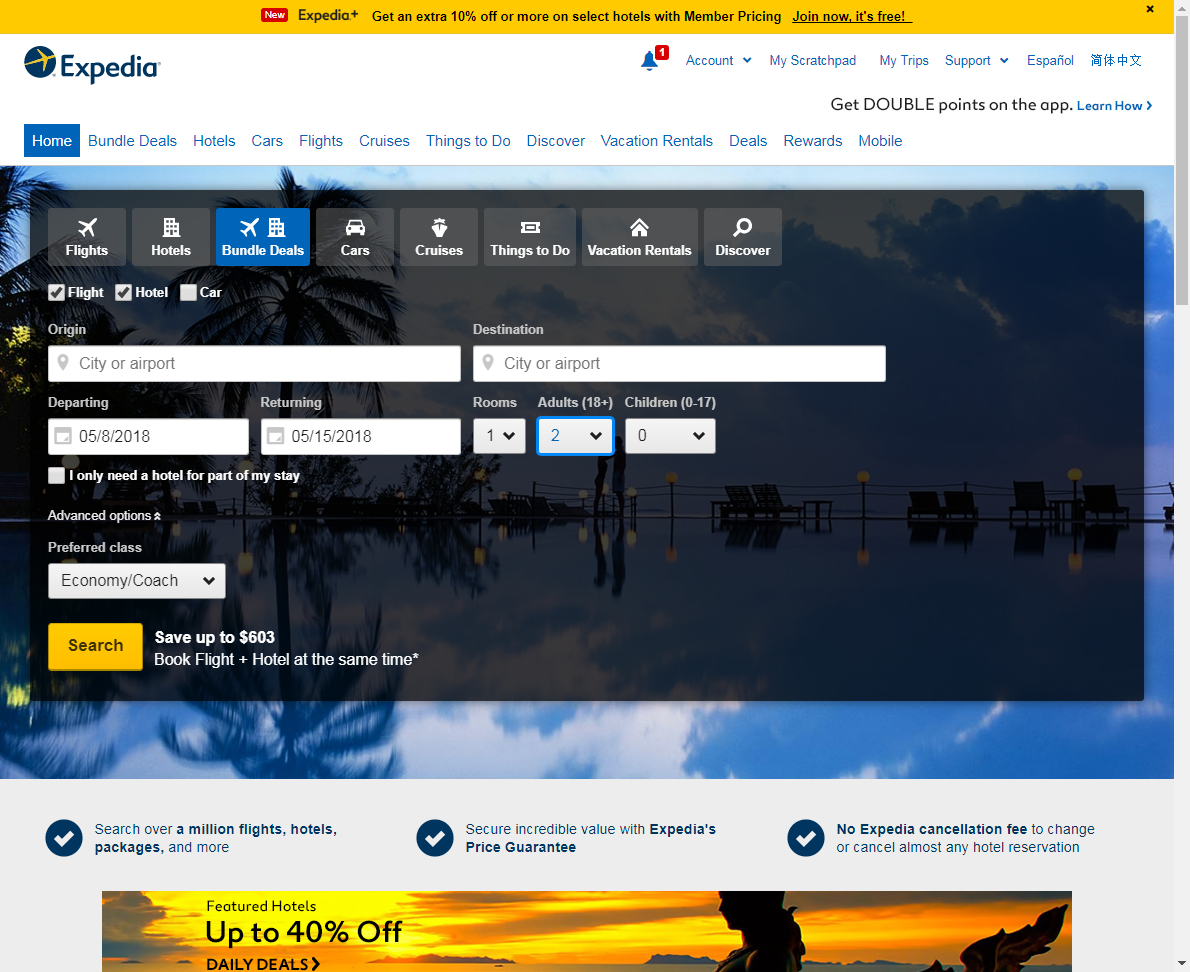 New Expedia+ Get an extra 10% off or more on select hotels with Member Pricing Join now, it's free!
Expedia
1 Account My Scratchpad My Trips Support Español 简体中文
Get DOUBLE points on the app. Learn How
Home Bundle Deals Hotels Cars Flights Cruises Things to Do Discover Vacation Rentals Deals Rewards Mobile
Flights Hotels Bundle Deals Cars Cruises Things to Do Vacation Rentals Discover
Flight Hotel Car
Origin Destination
City or airport City or airport
Departing Returning Rooms Adults (18+) Children (0-17)
05/8/2018 05/15/2018 1 2 0
I only need a hotel for part of my stay
Advanced options
Preferred class
Economy/Coach
Search
Save up to $603
Book Flight + Hotel at the same time*
Search over a million flights, hotels,
packages, and more
Secure incredible value with Expedia's
Price Guarantee
No Expedia cancellation fee to change
or cancel almost any hotel reservation
Featured Hotels
Up to 40% Off
DAILY DEALS